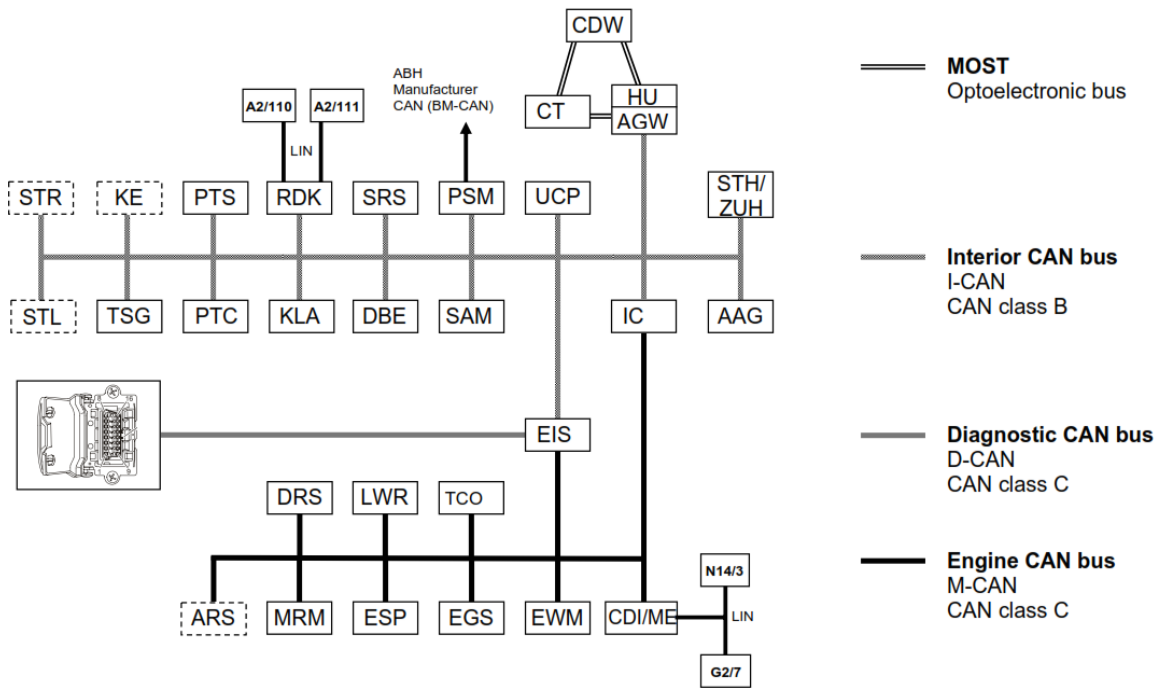 CDW
MOST
Optoelectronic bus
ABH
Manufacturer
CAN (BM-CAN)
A2/110
A2/111
CT
HU
AGW
LIN
STR
KE
PTS
RDK
SRS
PSM
UCP
STH/
ZUH
Interior CAN bus
I-CAN
CAN class B
STL
TSG
PTC
KLA
DBE
SAM
IC
AAG
EIS
Diagnostic CAN bus
D-CAN
CAN class C
DRS
LWR
TCO
Engine CAN bus
M-CAN
CAN class C
N14/3
ARS
MRM
ESP
EGS
EWM
CDI/ME
LIN
G2/7